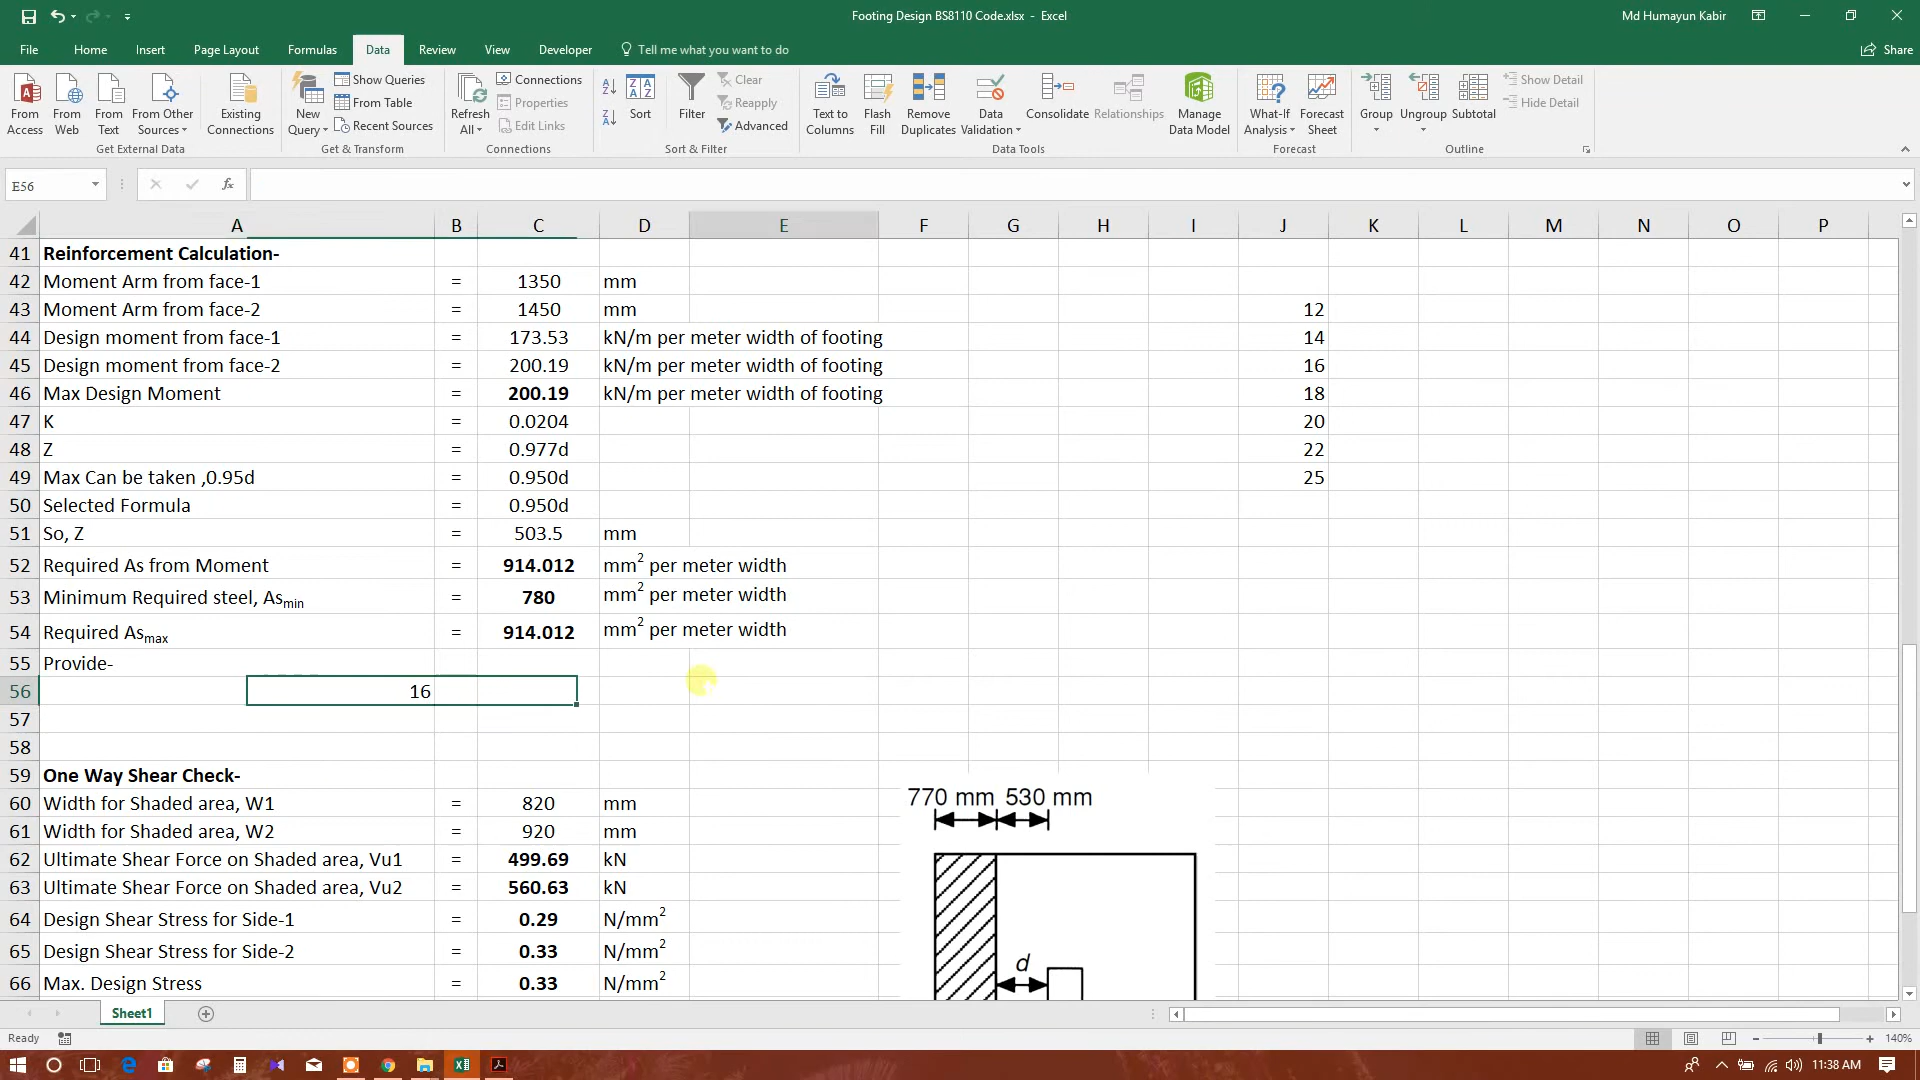 Footing Design BS8110 Code.xlsx - Excel
Md Humayun Kabir
File Home Insert Page Layout Formulas Data Review View Developer Tell me what you want to do Share
From Access
From Web
From Text
From Other Sources
Existing Connections
Get External Data
New Query
Show Queries
From Table
Recent Sources
Get & Transform
Refresh All
Connections
Properties
Edit Links
Connections
Sort
Filter
Clear
Reapply
Advanced
Sort & Filter
Text to Columns
Flash Fill
Remove Duplicates
Data Validation
Consolidate
Relationships
Manage Data Model
Data Tools
What-If Analysis
Forecast Sheet
Forecast
Group
Ungroup
Subtotal
Show Detail
Hide Detail
Outline
E56 fx
A B C D E F G H I J K L M N O P
41 Reinforcement Calculation-
42 Moment Arm from face-1 = 1350 mm
43 Moment Arm from face-2 = 1450 mm 12
44 Design moment from face-1 = 173.53 kN/m per meter width of footing 14
45 Design moment from face-2 = 200.19 kN/m per meter width of footing 16
46 Max Design Moment = 200.19 kN/m per meter width of footing 18
47 K = 0.0204 20
48 Z = 0.977d 22
49 Max Can be taken ,0.95d = 0.950d 25
50 Selected Formula = 0.950d
51 So, Z = 503.5 mm
52 Required As from Moment = 914.012 mm2 per meter width
53 Minimum Required steel, Asmin = 780 mm2 per meter width
54 Required Asmax = 914.012 mm2 per meter width
55 Provide-
56 16
57
58
59 One Way Shear Check-
60 Width for Shaded area, W1 = 820 mm
770 mm 530 mm
61 Width for Shaded area, W2 = 920 mm
62 Ultimate Shear Force on Shaded area, Vu1 = 499.69 kN
63 Ultimate Shear Force on Shaded area, Vu2 = 560.63 kN
64 Design Shear Stress for Side-1 = 0.29 N/mm2
65 Design Shear Stress for Side-2 = 0.33 N/mm2
d
66 Max. Design Stress = 0.33 N/mm2
Sheet1
Ready
140%
11:38 AM